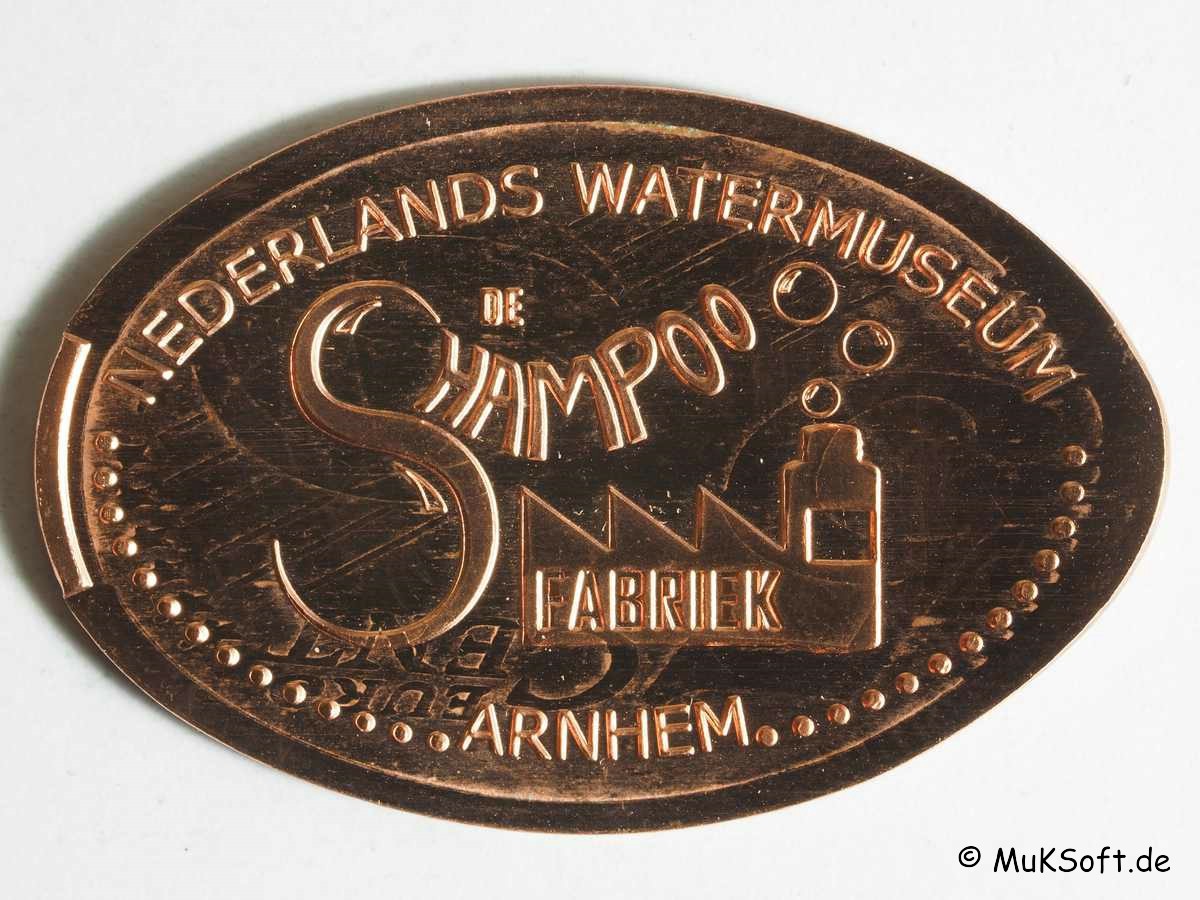 NEDERLANDS WATERMUSEUM
DE
SHAMPOO
FABRIEK
ARNHEM
© MuKSoft.de